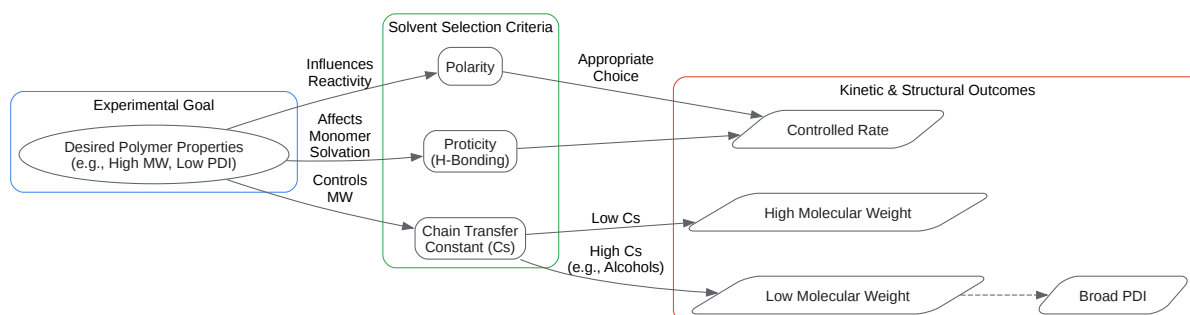 Solvent Selection Criteria
Influences
Reactivity
Polarity
Appropriate
Choice
Kinetic & Structural Outcomes
Experimental Goal
Affects
Monomer
Solvation
Controlled Rate
Desired Polymer Properties
(e.g., High MW, Low PDI)
Proticity
(H-Bonding)
Controls
MW
Chain Transfer
Constant (Cs)
Low Cs
High Molecular Weight
High Cs
(e.g., Alcohols)
Low Molecular Weight
Broad PDI